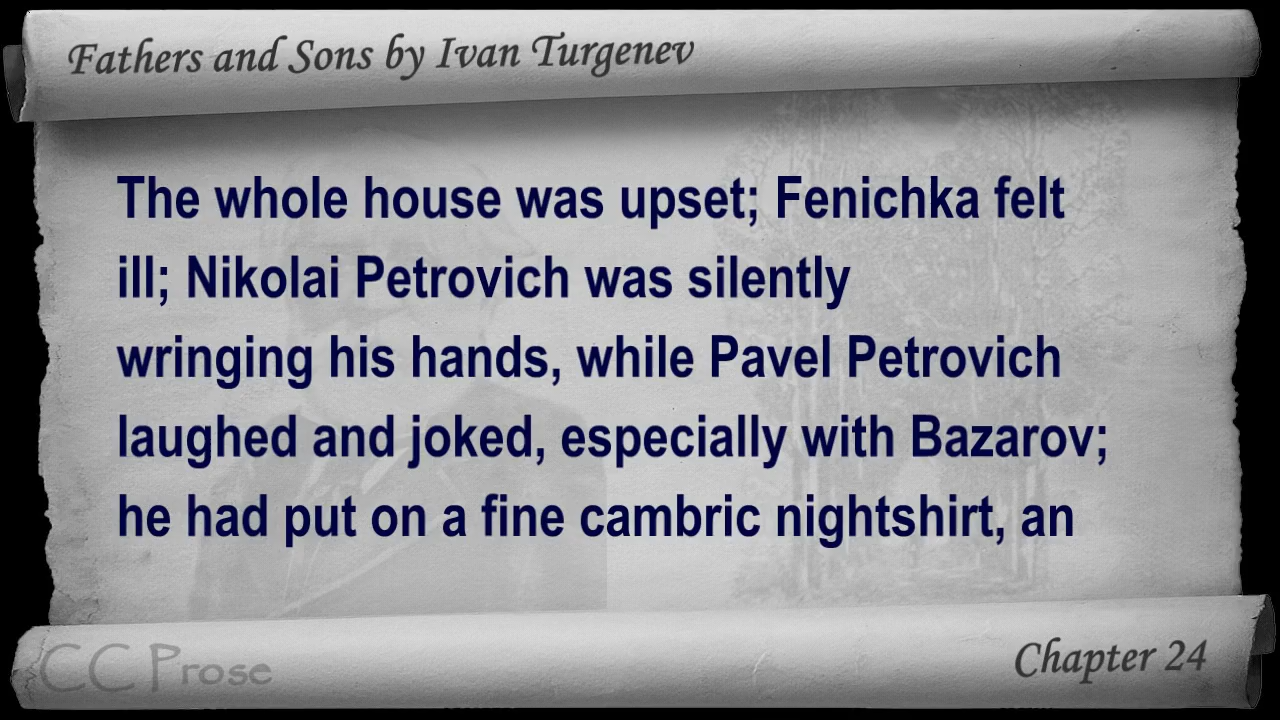 Fathers and Sons by Ivan Turgenev
The whole house was upset; Fenichka felt
ill; Nikolai Petrovich was silently
wringing his hands, while Pavel Petrovich
laughed and joked, especially with Bazarov;
he had put on a fine cambric nightshirt, an
CC Prose
Chapter 24